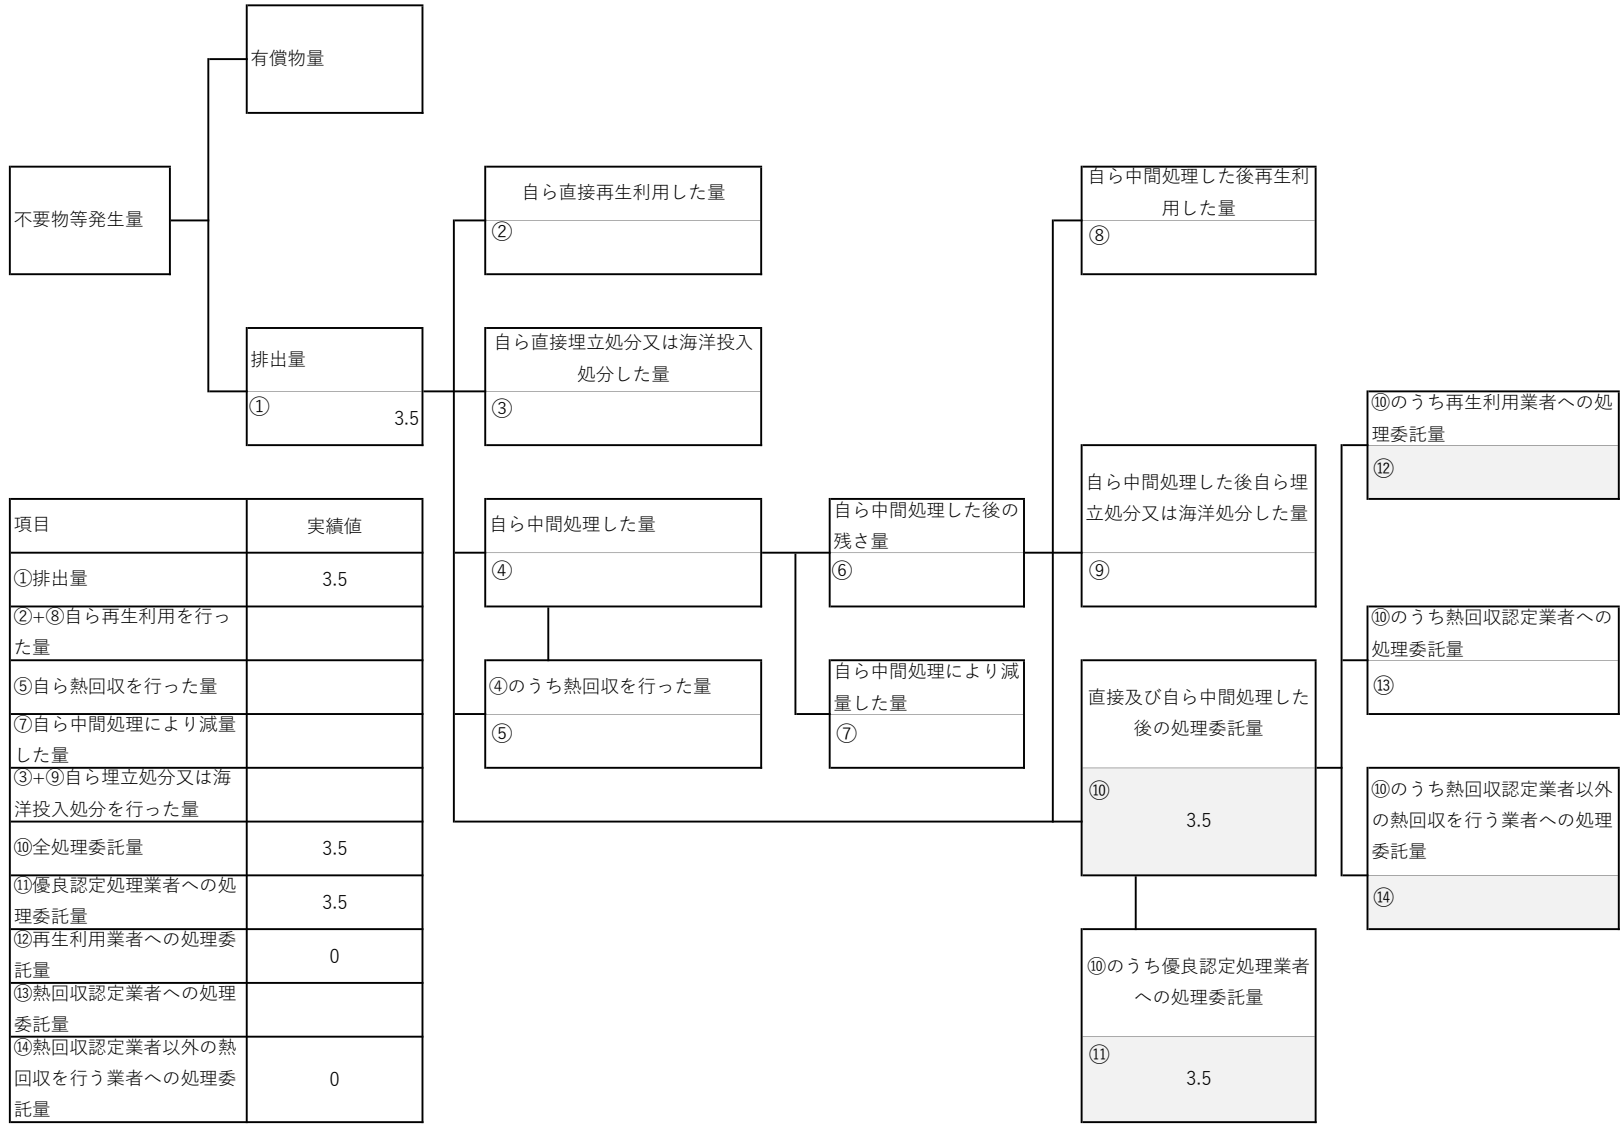 有償物量
不要物等発生量
自ら直接再生利用した量
②
自ら中間処理した後再生利
用した量
⑧
排出量
①
3.5
自ら直接埋立処分又は海洋投入
処分した量
③
⑩のうち再生利用業者への処
理委託量
⑫
自ら中間処理した量
④
自ら中間処理した後の
残さ量
⑥
自ら中間処理した後自ら埋
立処分又は海洋処分した量
⑨
⑩のうち熱回収認定業者への
処理委託量
⑬
④のうち熱回収を行った量
⑤
自ら中間処理により減
量した量
⑦
直接及び自ら中間処理した
後の処理委託量
⑩
3.5
⑩のうち熱回収認定業者以外
の熱回収を行う業者への処理
委託量
⑭
⑩のうち優良認定処理業者
への処理委託量
⑪
3.5
項目
実績値
①排出量
3.5
②+⑧自ら再生利用を行っ
た量
⑤自ら熱回収を行った量
⑦自ら中間処理により減量
した量
③+⑨自ら埋立処分又は海
洋投入処分を行った量
⑩全処理委託量
3.5
⑪優良認定処理業者への処
理委託量
3.5
⑫再生利用業者への処理委
託量
0
⑬熱回収認定業者への処理
委託量
⑭熱回収認定業者以外の熱
回収を行う業者への処理委
託量
0